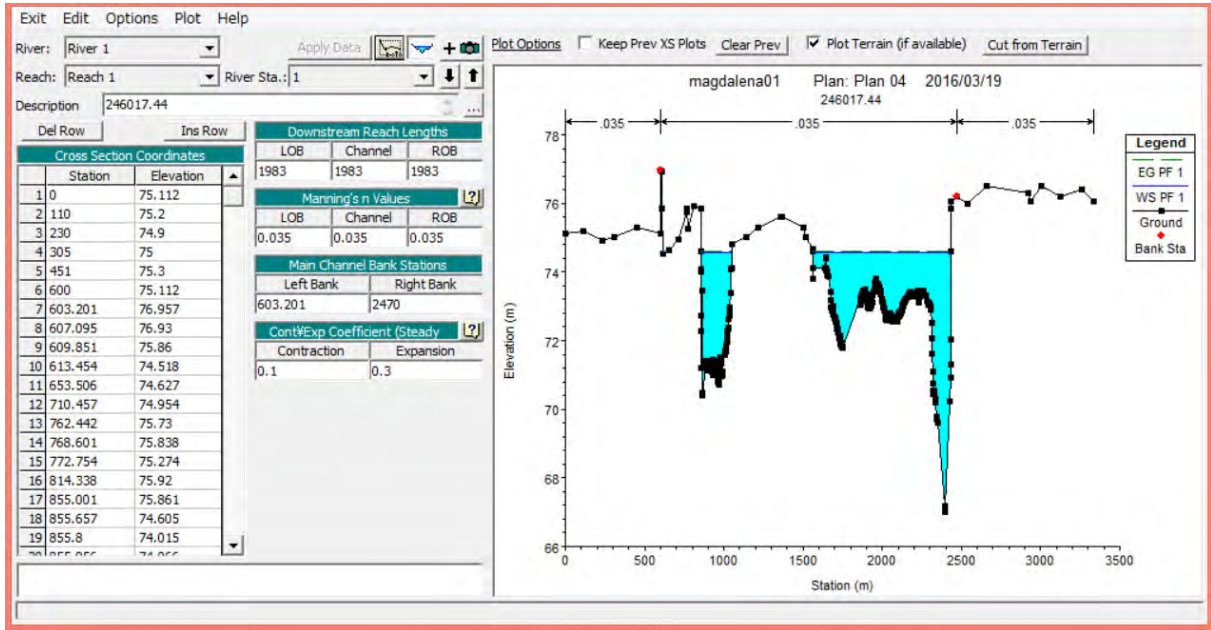 Exit Edit Options Plot Help
River: River 1 Apply Data
Plot Options Keep Prev XS Plots Clear Prev Plot Terrain (if available) Cut from Terrain
Reach: Reach 1 River Sta.: 1
Description 246017.44 ...
Del Row Ins Row
Cross Section Coordinates
Station Elevation
1 0 75.112
2 110 75.2
3 230 74.9
4 305 75
5 451 75.3
6 600 75.112
7 603.201 76.957
8 607.095 76.93
9 609.851 75.86
10 613.454 74.518
11 653.506 74.627
12 710.457 74.954
13 762.442 75.73
14 768.601 75.838
15 772.754 75.274
16 814.338 75.92
17 855.001 75.861
18 855.657 74.605
19 855.8 74.015
Downstream Reach Lengths
LOB Channel ROB
1983 1983 1983
Manning's n Values
LOB Channel ROB
0.035 0.035 0.035
Main Channel Bank Stations
Left Bank Right Bank
603.201 2470
Cont¥Exp Coefficient (Steady
Contraction Expansion
0.1 0.3
magdalena01 Plan: Plan 04 2016/03/19
246017.44
.035 .035 .035
78
76
74
72
70
68
66
Elevation (m)
0 500 1000 1500 2000 2500 3000 3500
Station (m)
Legend
EG PF 1
WS PF 1
Ground
Bank Sta